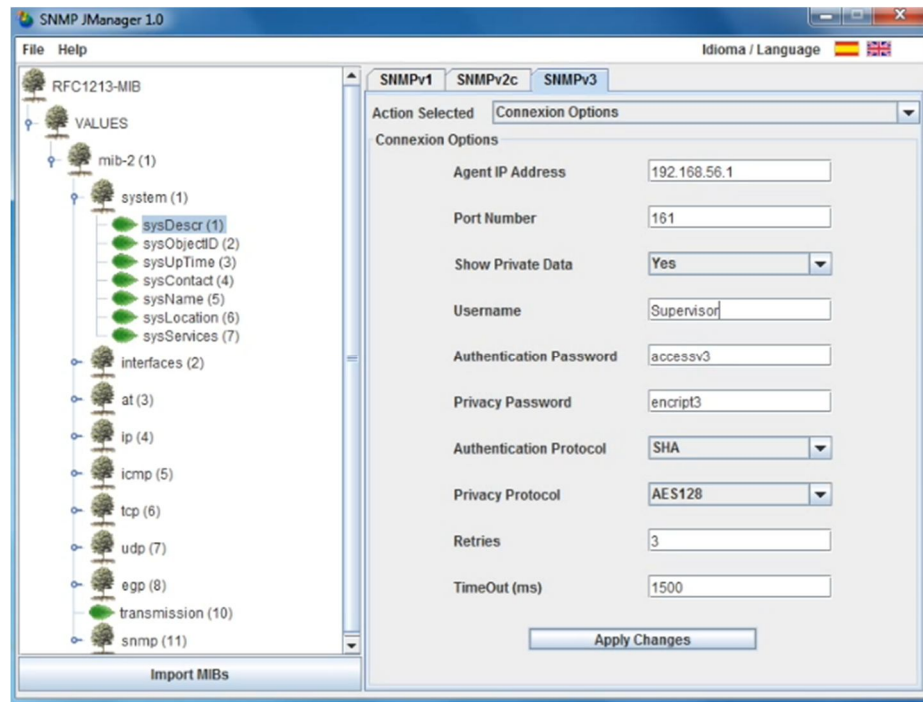 SNMP JManager 1.0
File Help
Idioma / Language
RFC1213-MIB
VALUES
mib-2 (1)
system (1)
sysDescr (1)
sysObjectID (2)
sysUpTime (3)
sysContact (4)
sysName (5)
sysLocation (6)
sysServices (7)
interfaces (2)
at (3)
ip (4)
icmp (5)
tcp (6)
udp (7)
egp (8)
transmission (10)
snmp (11)
Import MIBs
SNMPv1 SNMPv2c SNMPv3
Action Selected Connexion Options
Connexion Options
Agent IP Address 192.168.56.1
Port Number 161
Show Private Data Yes
Username Supervisor
Authentication Password accessv3
Privacy Password encript3
Authentication Protocol SHA
Privacy Protocol AES128
Retries 3
TimeOut (ms) 1500
Apply Changes